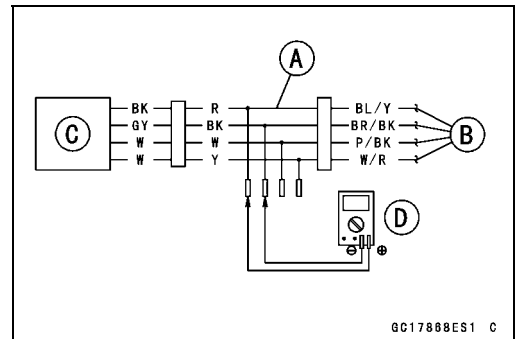 A
BK R BL/Y
GY BK BR/BK
C B
W W P/BK
W Y W/R
D
⊖ ⊕
GC17868ES1 C